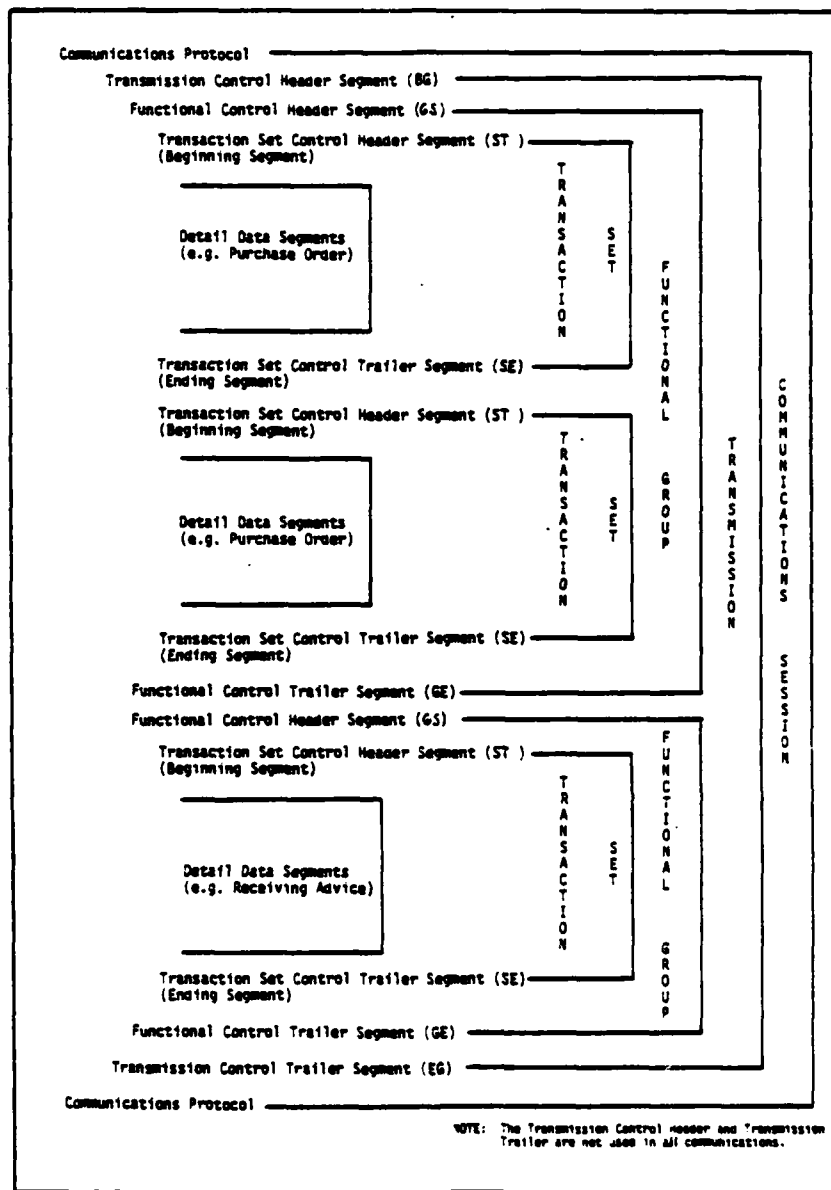 Communications Protocol
Transmission Control Header Segment (BG)
Functional Control Header Segment (GS)
Transaction Set Control Header Segment (ST )
(Beginning Segment)
Detail Data Segments
(e.g. Purchase Order)
TRANSACTION
SET
Transaction Set Control Trailer Segment (SE)
(Ending Segment)
Transaction Set Control Header Segment (ST )
(Beginning Segment)
Detail Data Segments
(e.g. Purchase Order)
TRANSACTION
SET
Transaction Set Control Trailer Segment (SE)
(Ending Segment)
FUNCTIONAL GROUP
Functional Control Trailer Segment (GE)
Functional Control Header Segment (GS)
Transaction Set Control Header Segment (ST )
(Beginning Segment)
Detail Data Segments
(e.g. Receiving Advice)
TRANSACTION
SET
Transaction Set Control Trailer Segment (SE)
(Ending Segment)
FUNCTIONAL GROUP
Functional Control Trailer Segment (GE)
TRANSMISSION
Transmission Control Trailer Segment (EG)
COMMUNICATIONS SESSION
Communications Protocol
NOTE: The Transmission Control Header and Transmission
Trailer are not used in all communications.